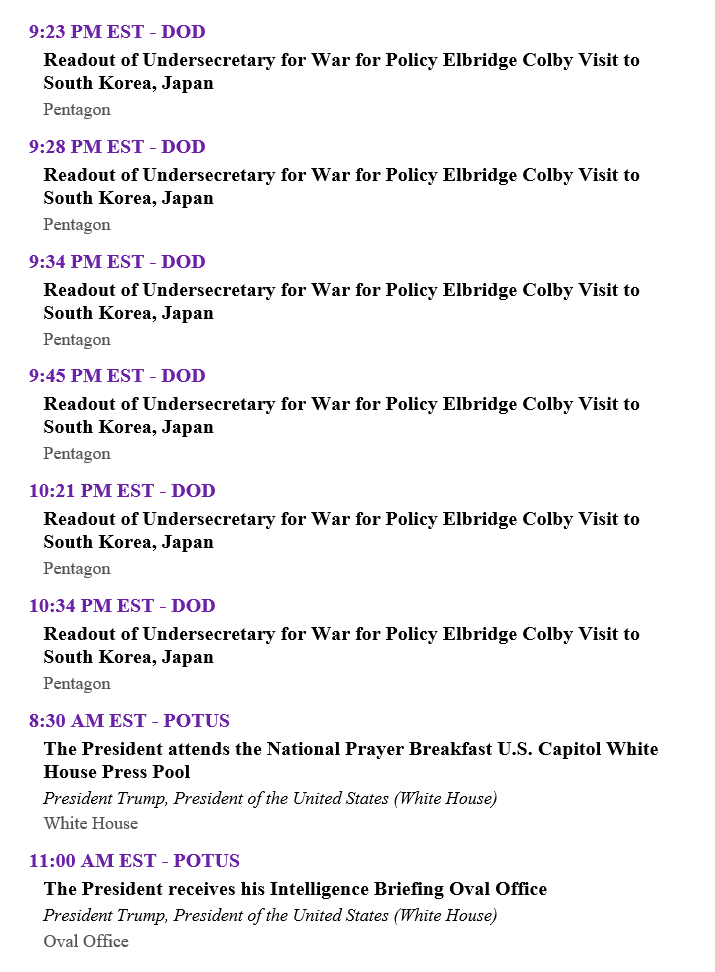 9:23 PM EST - DOD
Readout of Undersecretary for War for Policy Elbridge Colby Visit to
South Korea, Japan
Pentagon
9:28 PM EST - DOD
Readout of Undersecretary for War for Policy Elbridge Colby Visit to
South Korea, Japan
Pentagon
9:34 PM EST - DOD
Readout of Undersecretary for War for Policy Elbridge Colby Visit to
South Korea, Japan
Pentagon
9:45 PM EST - DOD
Readout of Undersecretary for War for Policy Elbridge Colby Visit to
South Korea, Japan
Pentagon
10:21 PM EST - DOD
Readout of Undersecretary for War for Policy Elbridge Colby Visit to
South Korea, Japan
Pentagon
10:34 PM EST - DOD
Readout of Undersecretary for War for Policy Elbridge Colby Visit to
South Korea, Japan
Pentagon
8:30 AM EST - POTUS
The President attends the National Prayer Breakfast U.S. Capitol White
House Press Pool
President Trump, President of the United States (White House)
White House
11:00 AM EST - POTUS
The President receives his Intelligence Briefing Oval Office
President Trump, President of the United States (White House)
Oval Office